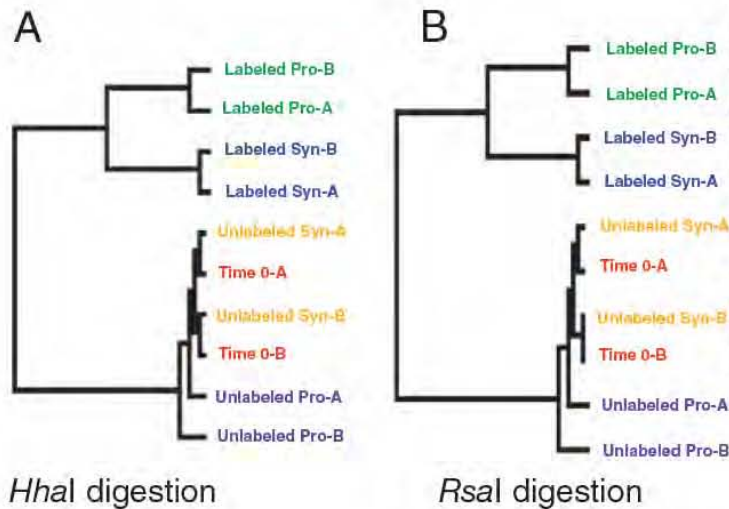 A
Labeled Pro-B
Labeled Pro-A
Labeled Syn-B
Labeled Syn-A
Unlabeled Syn-A
Time 0-A
Unlabeled Syn-B
Time 0-B
Unlabeled Pro-A
Unlabeled Pro-B
HhaI digestion
B
Labeled Pro-B
Labeled Pro-A
Labeled Syn-B
Labeled Syn-A
Unlabeled Syn-A
Time 0-A
Unlabeled Syn-B
Time 0-B
Unlabeled Pro-A
Unlabeled Pro-B
RsaI digestion